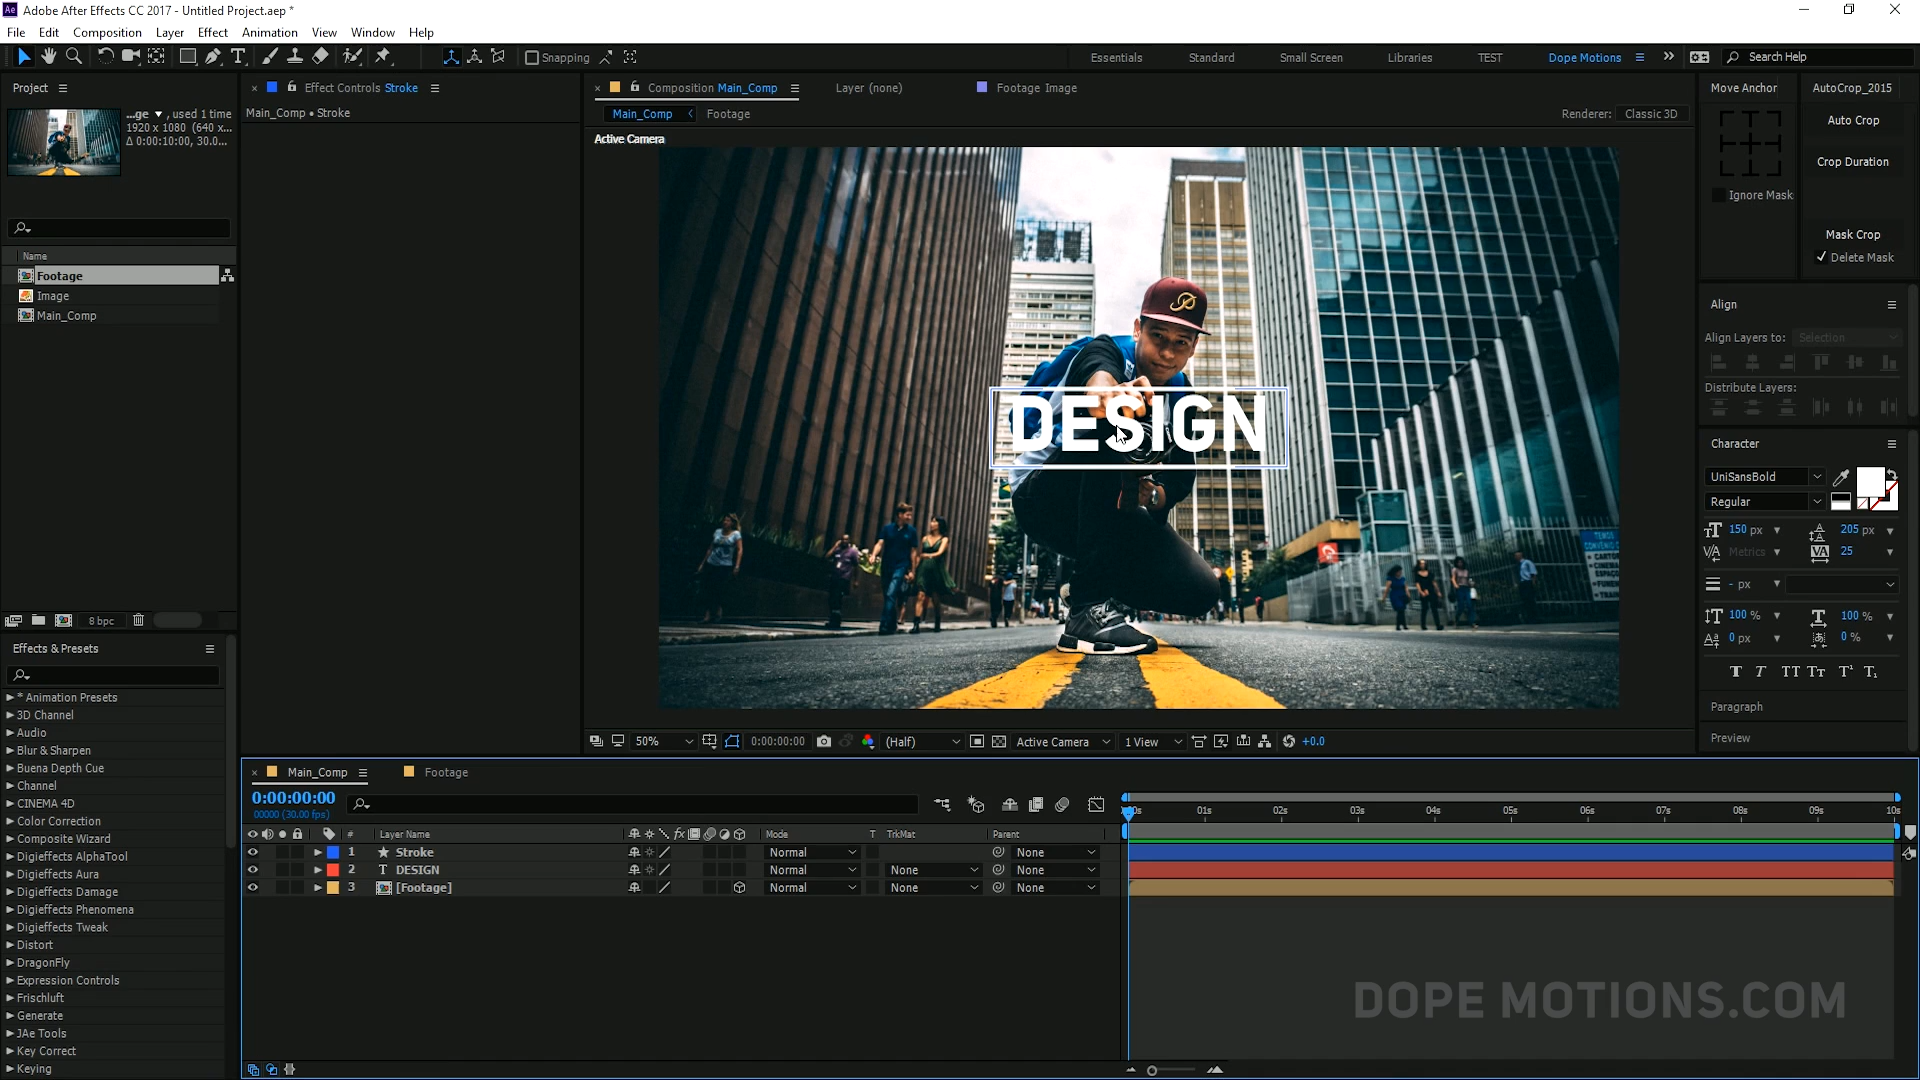 Ae Adobe After Effects CC 2017 - Untitled Project.aep *
File Edit Composition Layer Effect Animation View Window Help
Snapping Essentials Standard Small Screen Libraries TEST Dope Motions Search Help
Project
...ge , used 1 time
1920 x 1080 (640 x...
Δ 0:00:10:00, 30.0...
Name
Footage
Image
Main_Comp
8 bpc
Effects & Presets
* Animation Presets
3D Channel
Audio
Blur & Sharpen
Buena Depth Cue
Channel
CINEMA 4D
Color Correction
Composite Wizard
Digieffects AlphaTool
Digieffects Aura
Digieffects Damage
Digieffects Phenomena
Digieffects Tweak
Distort
DragonFly
Expression Controls
Frischluft
Generate
JAe Tools
Key Correct
Keying
Effect Controls Stroke
Main_Comp • Stroke
Composition Main_Comp Layer (none) Footage Image
Main_Comp Footage Renderer: Classic 3D
Active Camera
DESIGN
50% 0:00:00:00 (Half) Active Camera 1 View +0.0
Move Anchor
Ignore Mask
AutoCrop_2015
Auto Crop
Crop Duration
Mask Crop
Delete Mask
Align
Align Layers to: Selection
Distribute Layers:
Character
UniSansBold
Regular
150 px 205 px
Metrics 25
- px
100 % 100 %
0 px 0 %
T T TT Tт T¹ T₁
Paragraph
Preview
Main_Comp Footage
0:00:00:00
00000 (30.00 fps)
# Layer Name Mode T TrkMat Parent
1 Stroke Normal None
2 T DESIGN Normal None None
3 [Footage] Normal None None
01s 02s 03s 04s 05s 06s 07s 08s 09s 10s
DOPE MOTIONS.COM